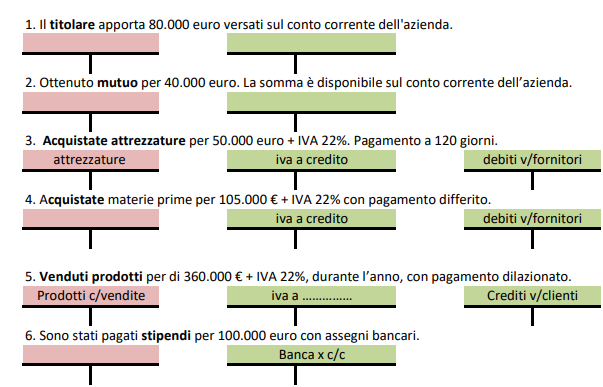 1. Il titolare apporta 80.000 euro versati sul conto corrente dell'azienda.
2. Ottenuto mutuo per 40.000 euro. La somma è disponibile sul conto corrente dell’azienda.
3. Acquistate attrezzature per 50.000 euro + IVA 22%. Pagamento a 120 giorni.
attrezzature iva a credito debiti v/fornitori
4. Acquistate materie prime per 105.000 € + IVA 22% con pagamento differito.
iva a credito debiti v/fornitori
5. Venduti prodotti per di 360.000 € + IVA 22%, durante l’anno, con pagamento dilazionato.
Prodotti c/vendite iva a …………… Crediti v/clienti
6. Sono stati pagati stipendi per 100.000 euro con assegni bancari.
Banca x c/c